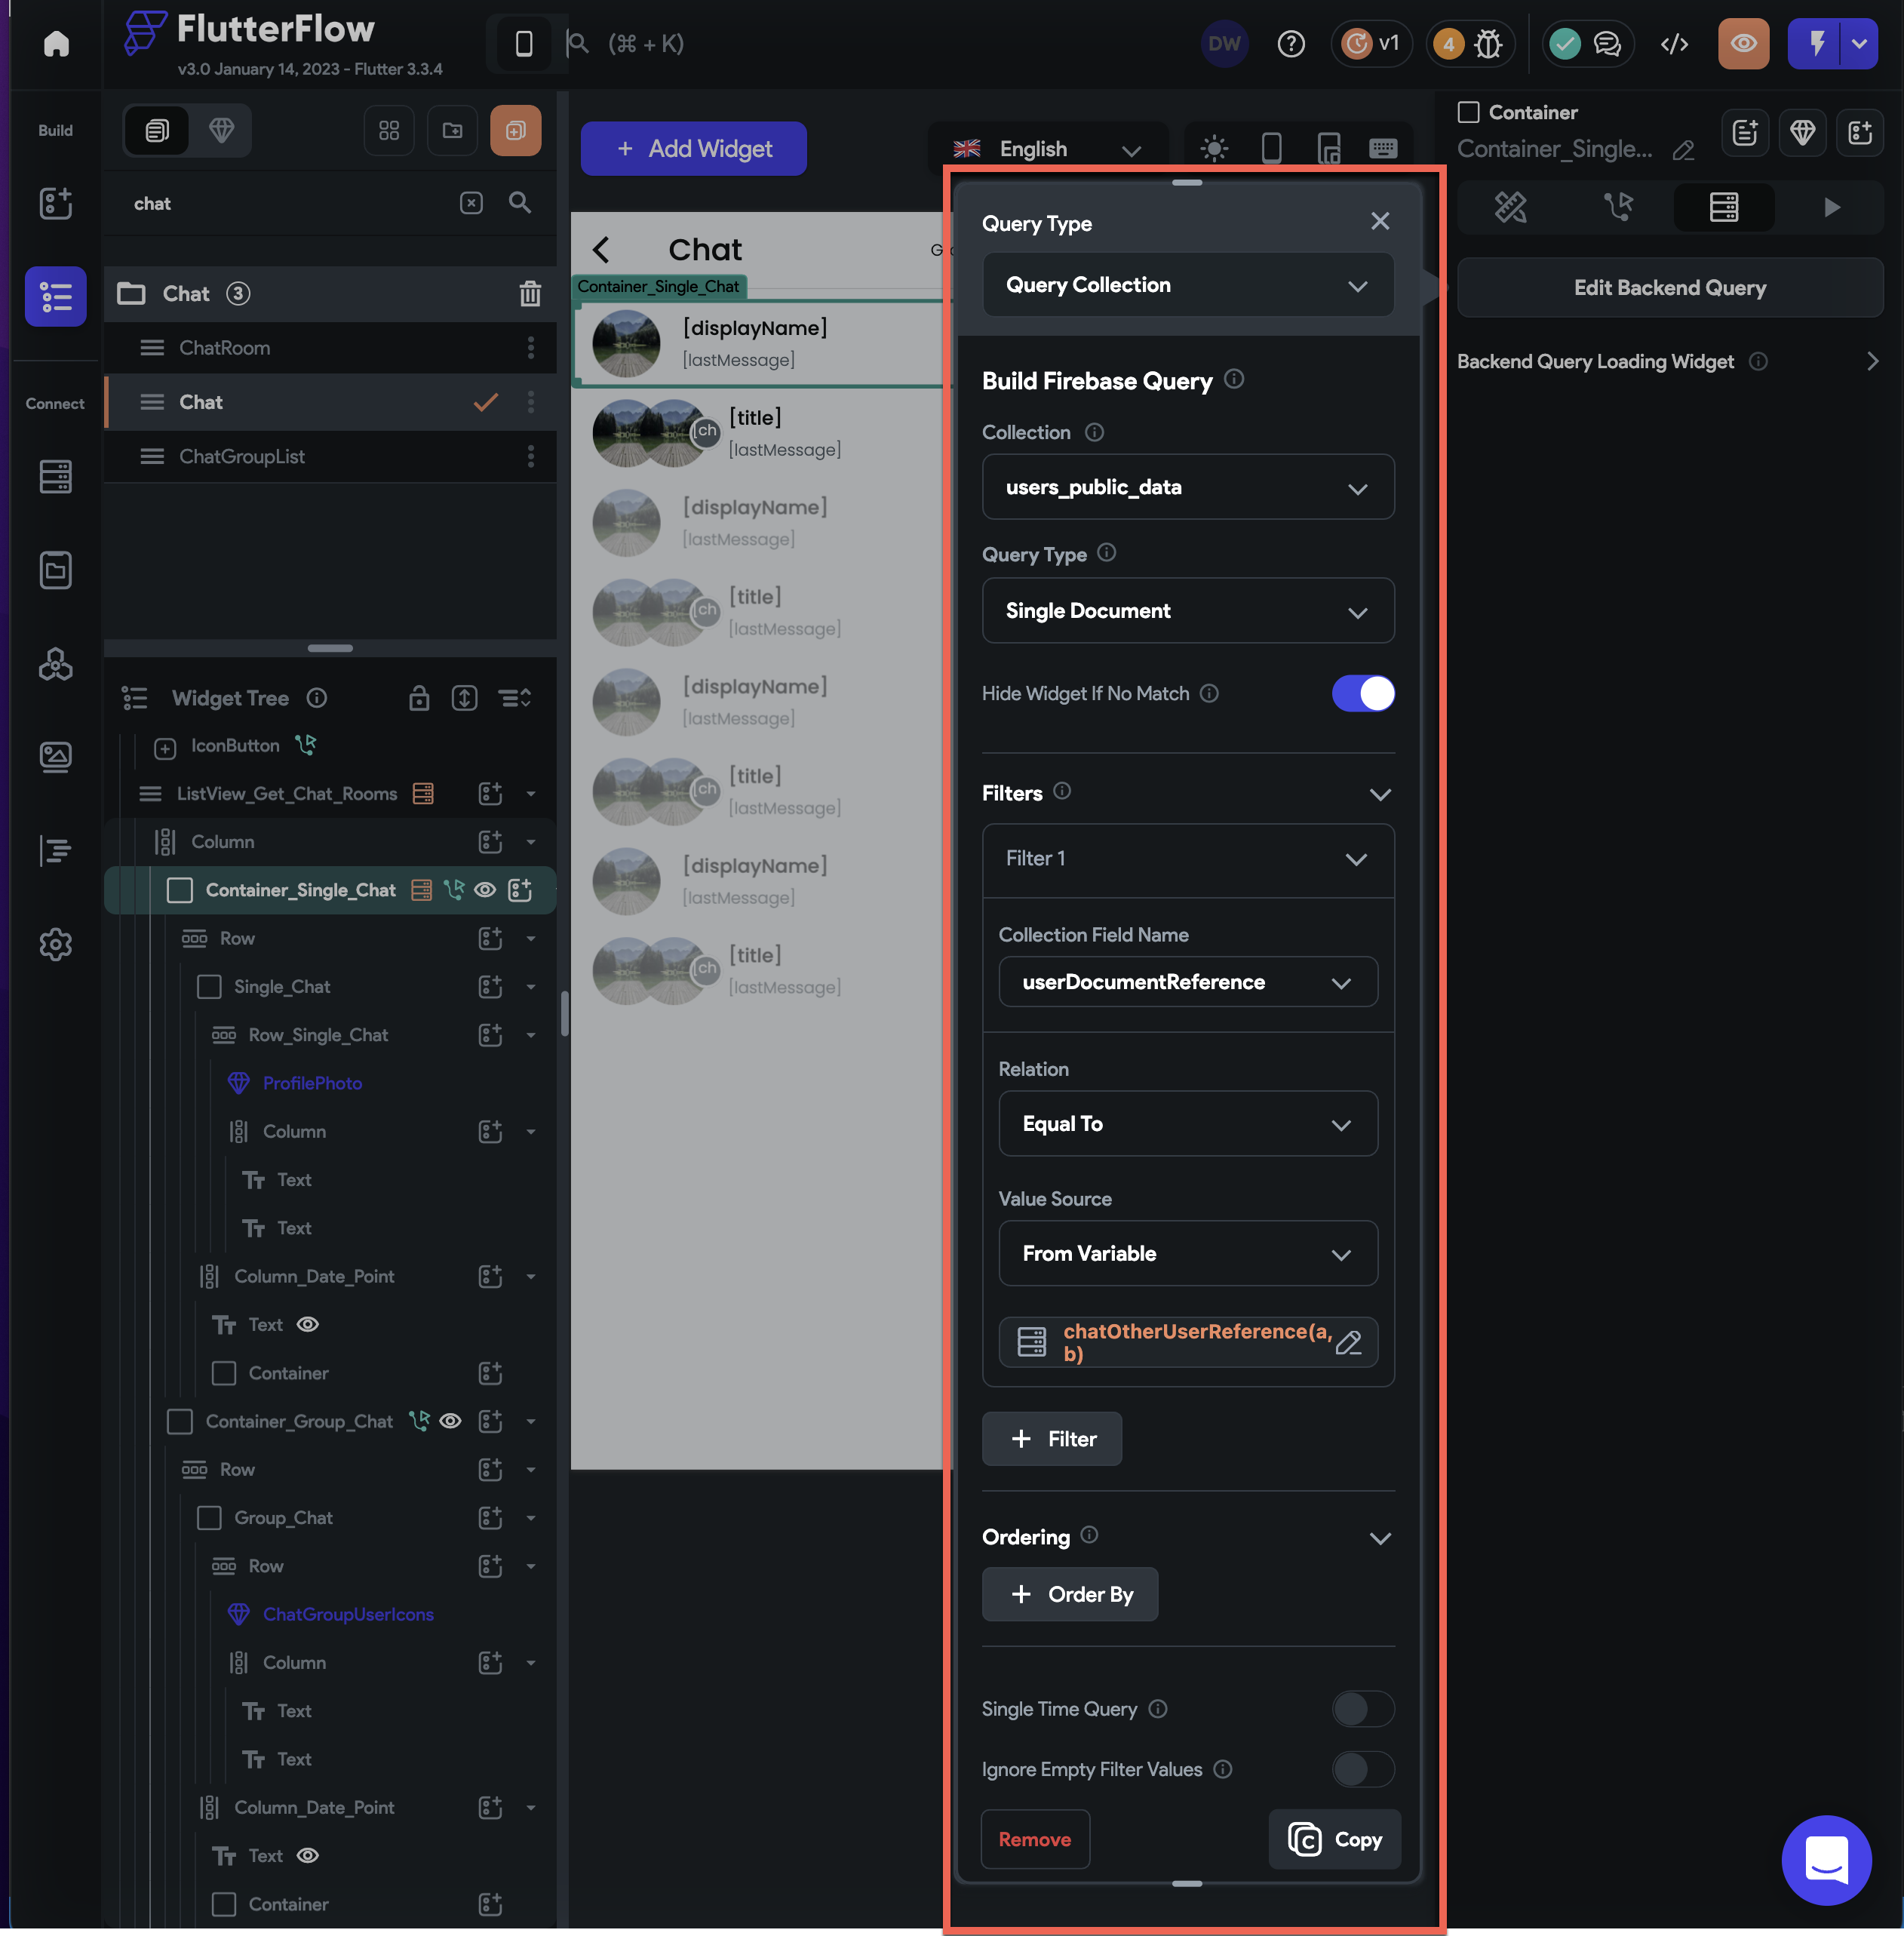 FlutterFlow
v3.0 January 14, 2023 - Flutter 3.3.4
(⌘ + K)
DW
v1
4
Build
Connect
chat
Chat 3
ChatRoom
Chat
ChatGroupList
Widget Tree
IconButton
ListView_Get_Chat_Rooms
Column
Container_Single_Chat
Row
Single_Chat
Row_Single_Chat
ProfilePhoto
Column
Text
Text
Column_Date_Point
Text
Container
Container_Group_Chat
Row
Group_Chat
Row
ChatGroupUserIcons
Column
Text
Text
Column_Date_Point
Text
Container
+ Add Widget
English
Chat
Container_Single_Chat
[displayName]
[lastMessage]
[ch
[title]
[lastMessage]
[displayName]
[lastMessage]
[ch
[title]
[lastMessage]
[displayName]
[lastMessage]
[ch
[title]
[lastMessage]
[displayName]
[lastMessage]
[ch
[title]
[lastMessage]
Query Type
Query Collection
Build Firebase Query
Collection
users_public_data
Query Type
Single Document
Hide Widget If No Match
Filters
Filter 1
Collection Field Name
userDocumentReference
Relation
Equal To
Value Source
From Variable
chatOtherUserReference(a,
b)
+ Filter
Ordering
+ Order By
Single Time Query
Ignore Empty Filter Values
Remove
Copy
Container
Container_Single...
Edit Backend Query
Backend Query Loading Widget